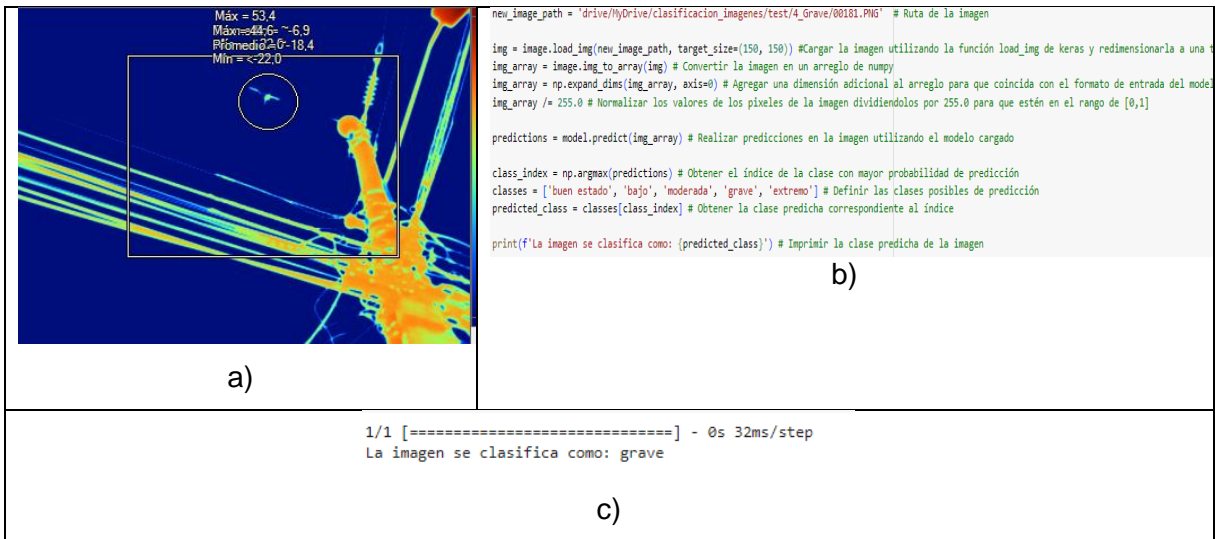 Máx = 53,4
Promedio -18,4
Mín = <-22,0
a)
new_image_path = 'drive/MyDrive/clasificacion_imagenes/test/4_Grave/00181.PNG' # Ruta de la imagen
img = image.load_img(new_image_path, target_size=(150, 150)) #Cargar la imagen utilizando la función load_img de keras y redimensionarla a una t
img_array = image.img_to_array(img) # Convertir la imagen en un arreglo de numpy
img_array = np.expand_dims(img_array, axis=0) # Agregar una dimensión adicional al arreglo para que coincida con el formato de entrada del model
img_array /= 255.0 # Normalizar los valores de los pixeles de la imagen dividiendolos por 255.0 para que estén en el rango de [0,1]
predictions = model.predict(img_array) # Realizar predicciones en la imagen utilizando el modelo cargado
class_index = np.argmax(predictions) # Obtener el índice de la clase con mayor probabilidad de predicción
classes = ['buen estado', 'bajo', 'moderada', 'grave', 'extremo'] # Definir las clases posibles de predicción
predicted_class = classes[class_index] # Obtener la clase predicha correspondiente al índice
print(f'La imagen se clasifica como: {predicted_class}') # Imprimir la clase predicha de la imagen
b)
1/1 [==============================] - 0s 32ms/step
La imagen se clasifica como: grave
c)